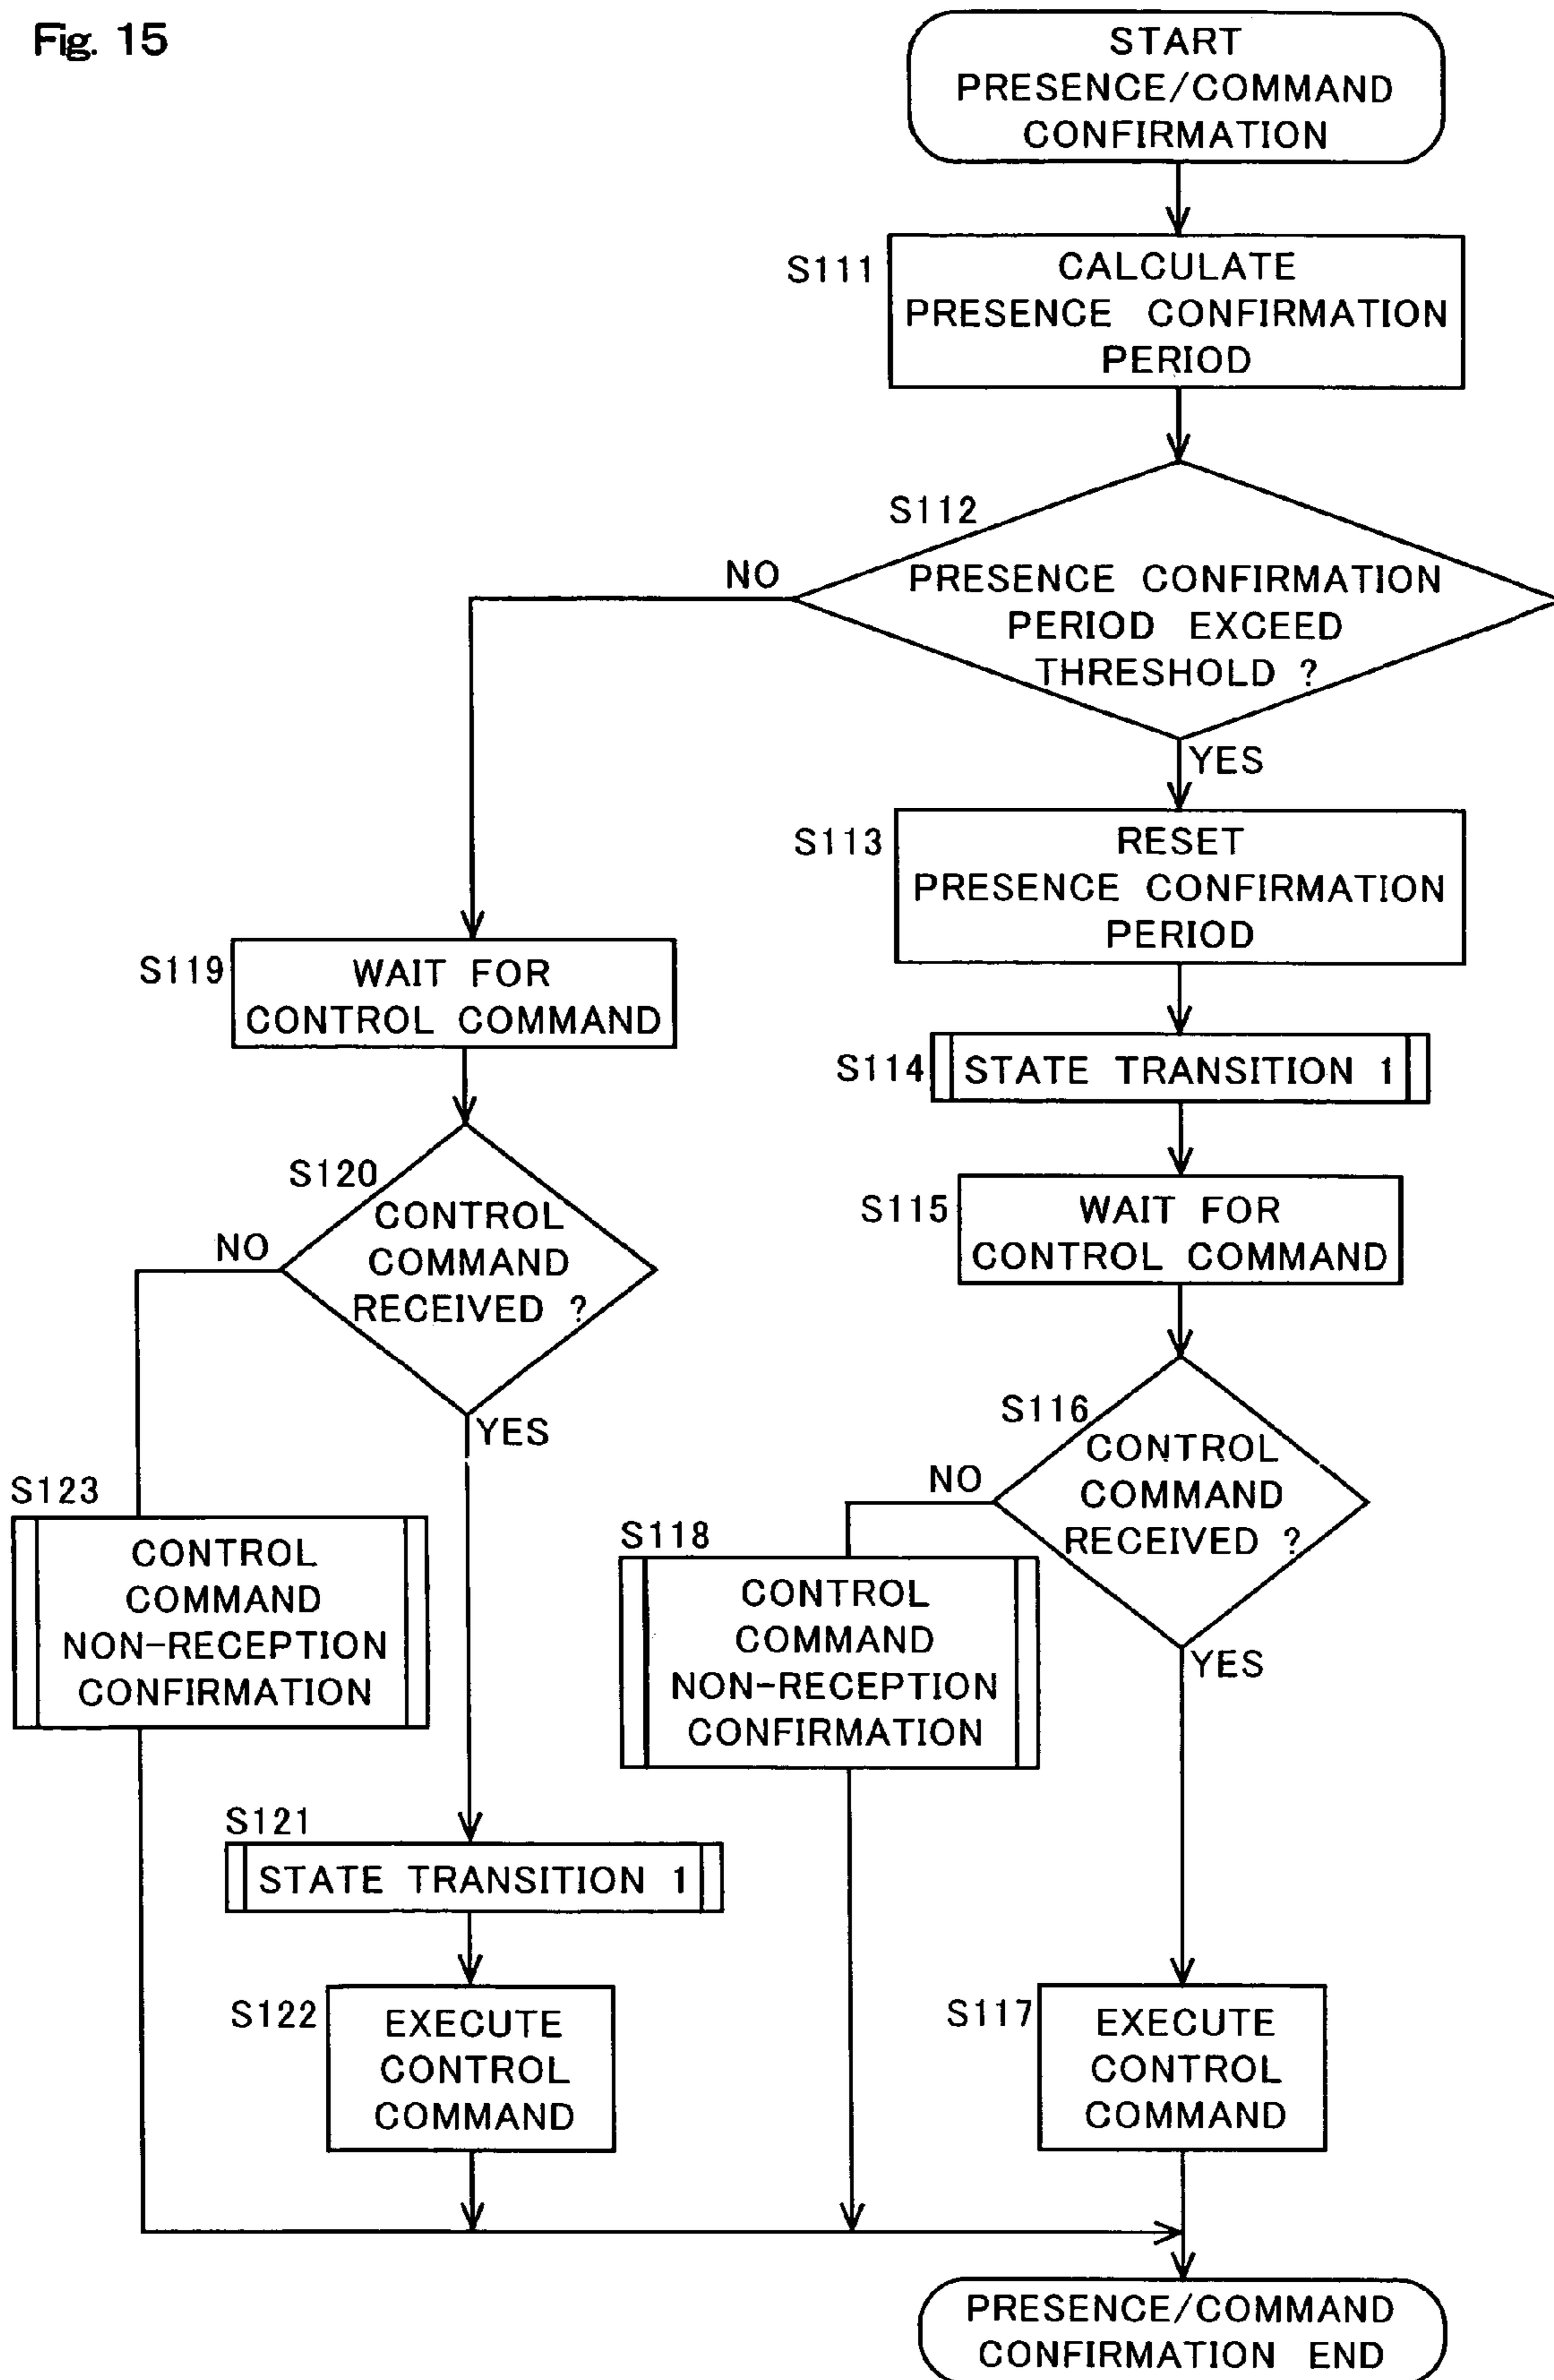 Fig. 15
START
PRESENCE/COMMAND
CONFIRMATION
S111
CALCULATE
PRESENCE CONFIRMATION
PERIOD
S112
NO
PRESENCE CONFIRMATION
PERIOD EXCEED
THRESHOLD ?
YES
S113
RESET
PRESENCE CONFIRMATION
PERIOD
S114
STATE TRANSITION 1
S115
WAIT FOR
CONTROL COMMAND
S116
CONTROL
COMMAND
RECEIVED ?
NO
YES
S118
CONTROL
COMMAND
NON-RECEPTION
CONFIRMATION
S117
EXECUTE
CONTROL
COMMAND
S119
WAIT FOR
CONTROL COMMAND
S120
CONTROL
COMMAND
RECEIVED ?
NO
YES
S123
CONTROL
COMMAND
NON-RECEPTION
CONFIRMATION
S121
STATE TRANSITION 1
S122
EXECUTE
CONTROL
COMMAND
PRESENCE/COMMAND
CONFIRMATION END